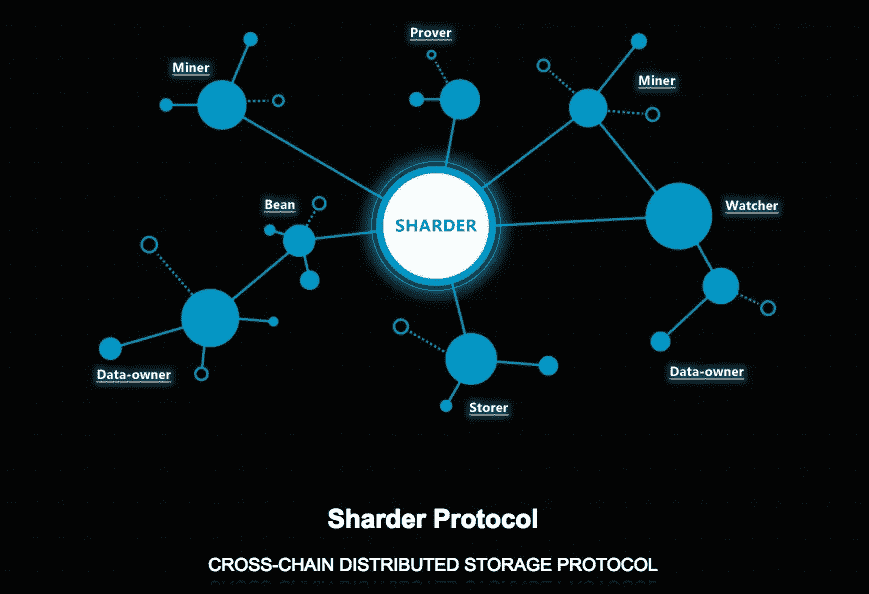 Prover
Miner
Miner
Bean
Watcher
SHARDER
Data-owner
Data-owner
Storer
Sharder Protocol
CROSS-CHAIN DISTRIBUTED STORAGE PROTOCOL